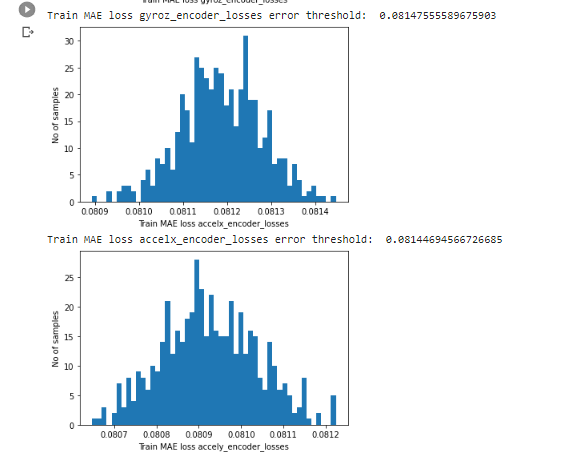 Train MAE loss gyroz_encoder_losses
Train MAE loss gyroz_encoder_losses error threshold: 0.08147555589675903
No of samples
30
25
20
15
10
5
0
0.0809 0.0810 0.0811 0.0812 0.0813 0.0814
Train MAE loss accelx_encoder_losses
Train MAE loss accelx_encoder_losses error threshold: 0.08144694566726685
No of samples
25
20
15
10
5
0
0.0807 0.0808 0.0809 0.0810 0.0811 0.0812
Train MAE loss accely_encoder_losses